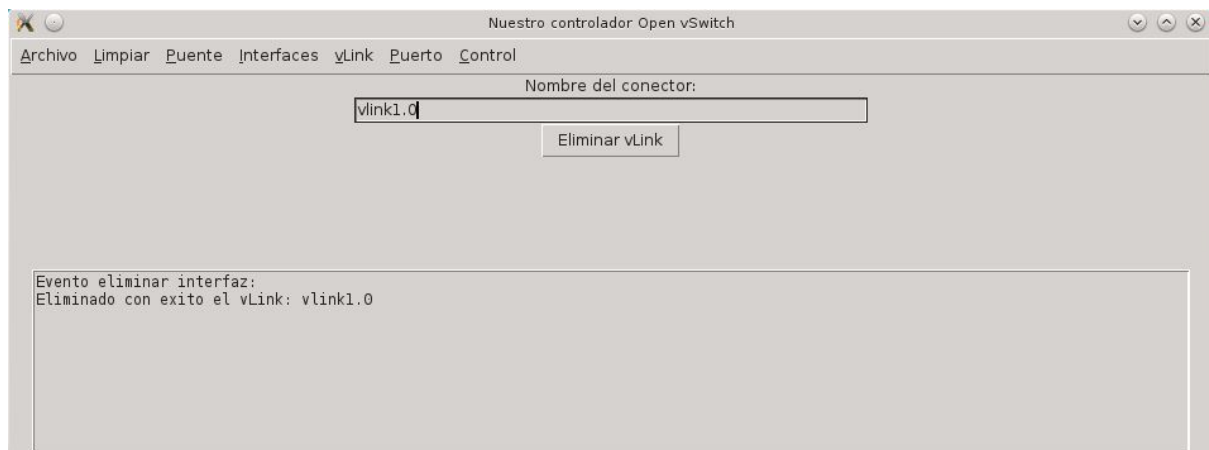 Nuestro controlador Open vSwitch
Archivo Limpiar Puente Interfaces vLink Puerto Control
Nombre del conector:
vlink1.0
Eliminar vLink
Evento eliminar interfaz:
Eliminado con exito el vLink: vlink1.0